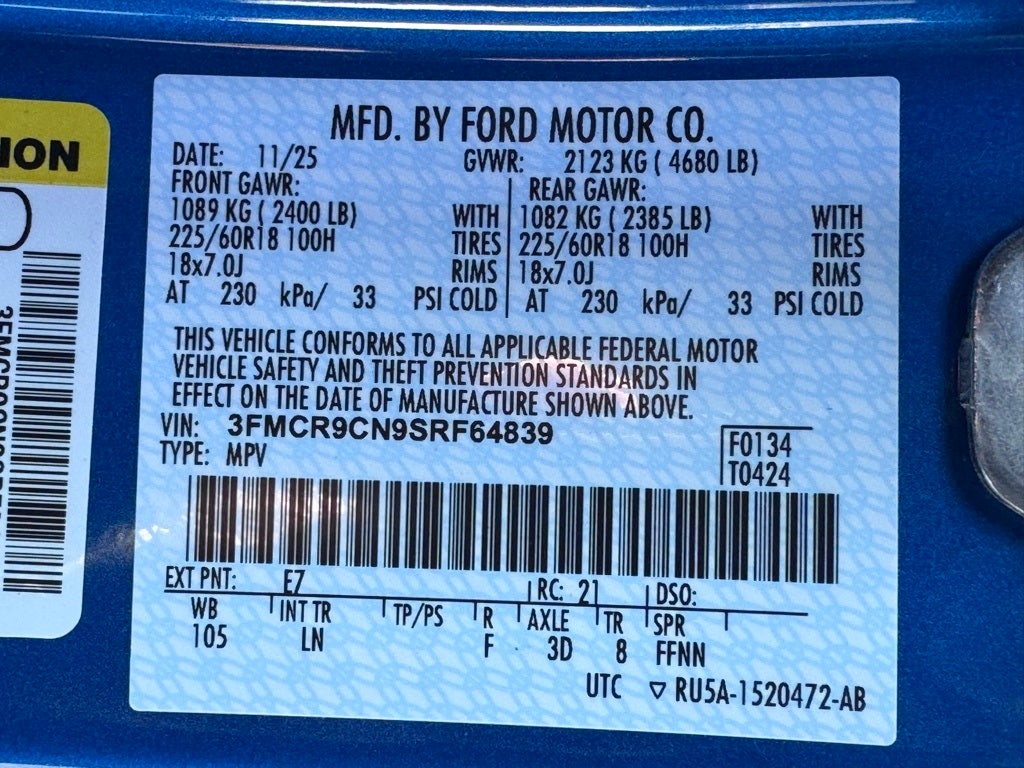 ION
MFD. BY FORD MOTOR CO.
DATE: 11/25 GVWR: 2123 KG ( 4680 LB)
FRONT GAWR: REAR GAWR:
1089 KG ( 2400 LB) WITH 1082 KG ( 2385 LB) WITH
225/60R18 100H TIRES 225/60R18 100H TIRES
18x7.0J RIMS 18x7.0J RIMS
AT 230 kPa/ 33 PSI COLD AT 230 kPa/ 33 PSI COLD
THIS VEHICLE CONFORMS TO ALL APPLICABLE FEDERAL MOTOR
VEHICLE SAFETY AND THEFT PREVENTION STANDARDS IN
EFFECT ON THE DATE OF MANUFACTURE SHOWN ABOVE.
VIN: 3FMCR9CN9SRF64839
TYPE: MPV
F0134
T0424
EXT PNT: E7 RC: 21 DSO:
WB INT TR TP/PS R AXLE TR SPR
105 LN F 3D 8 FFNN
UTC ▽ RU5A-1520472-AB